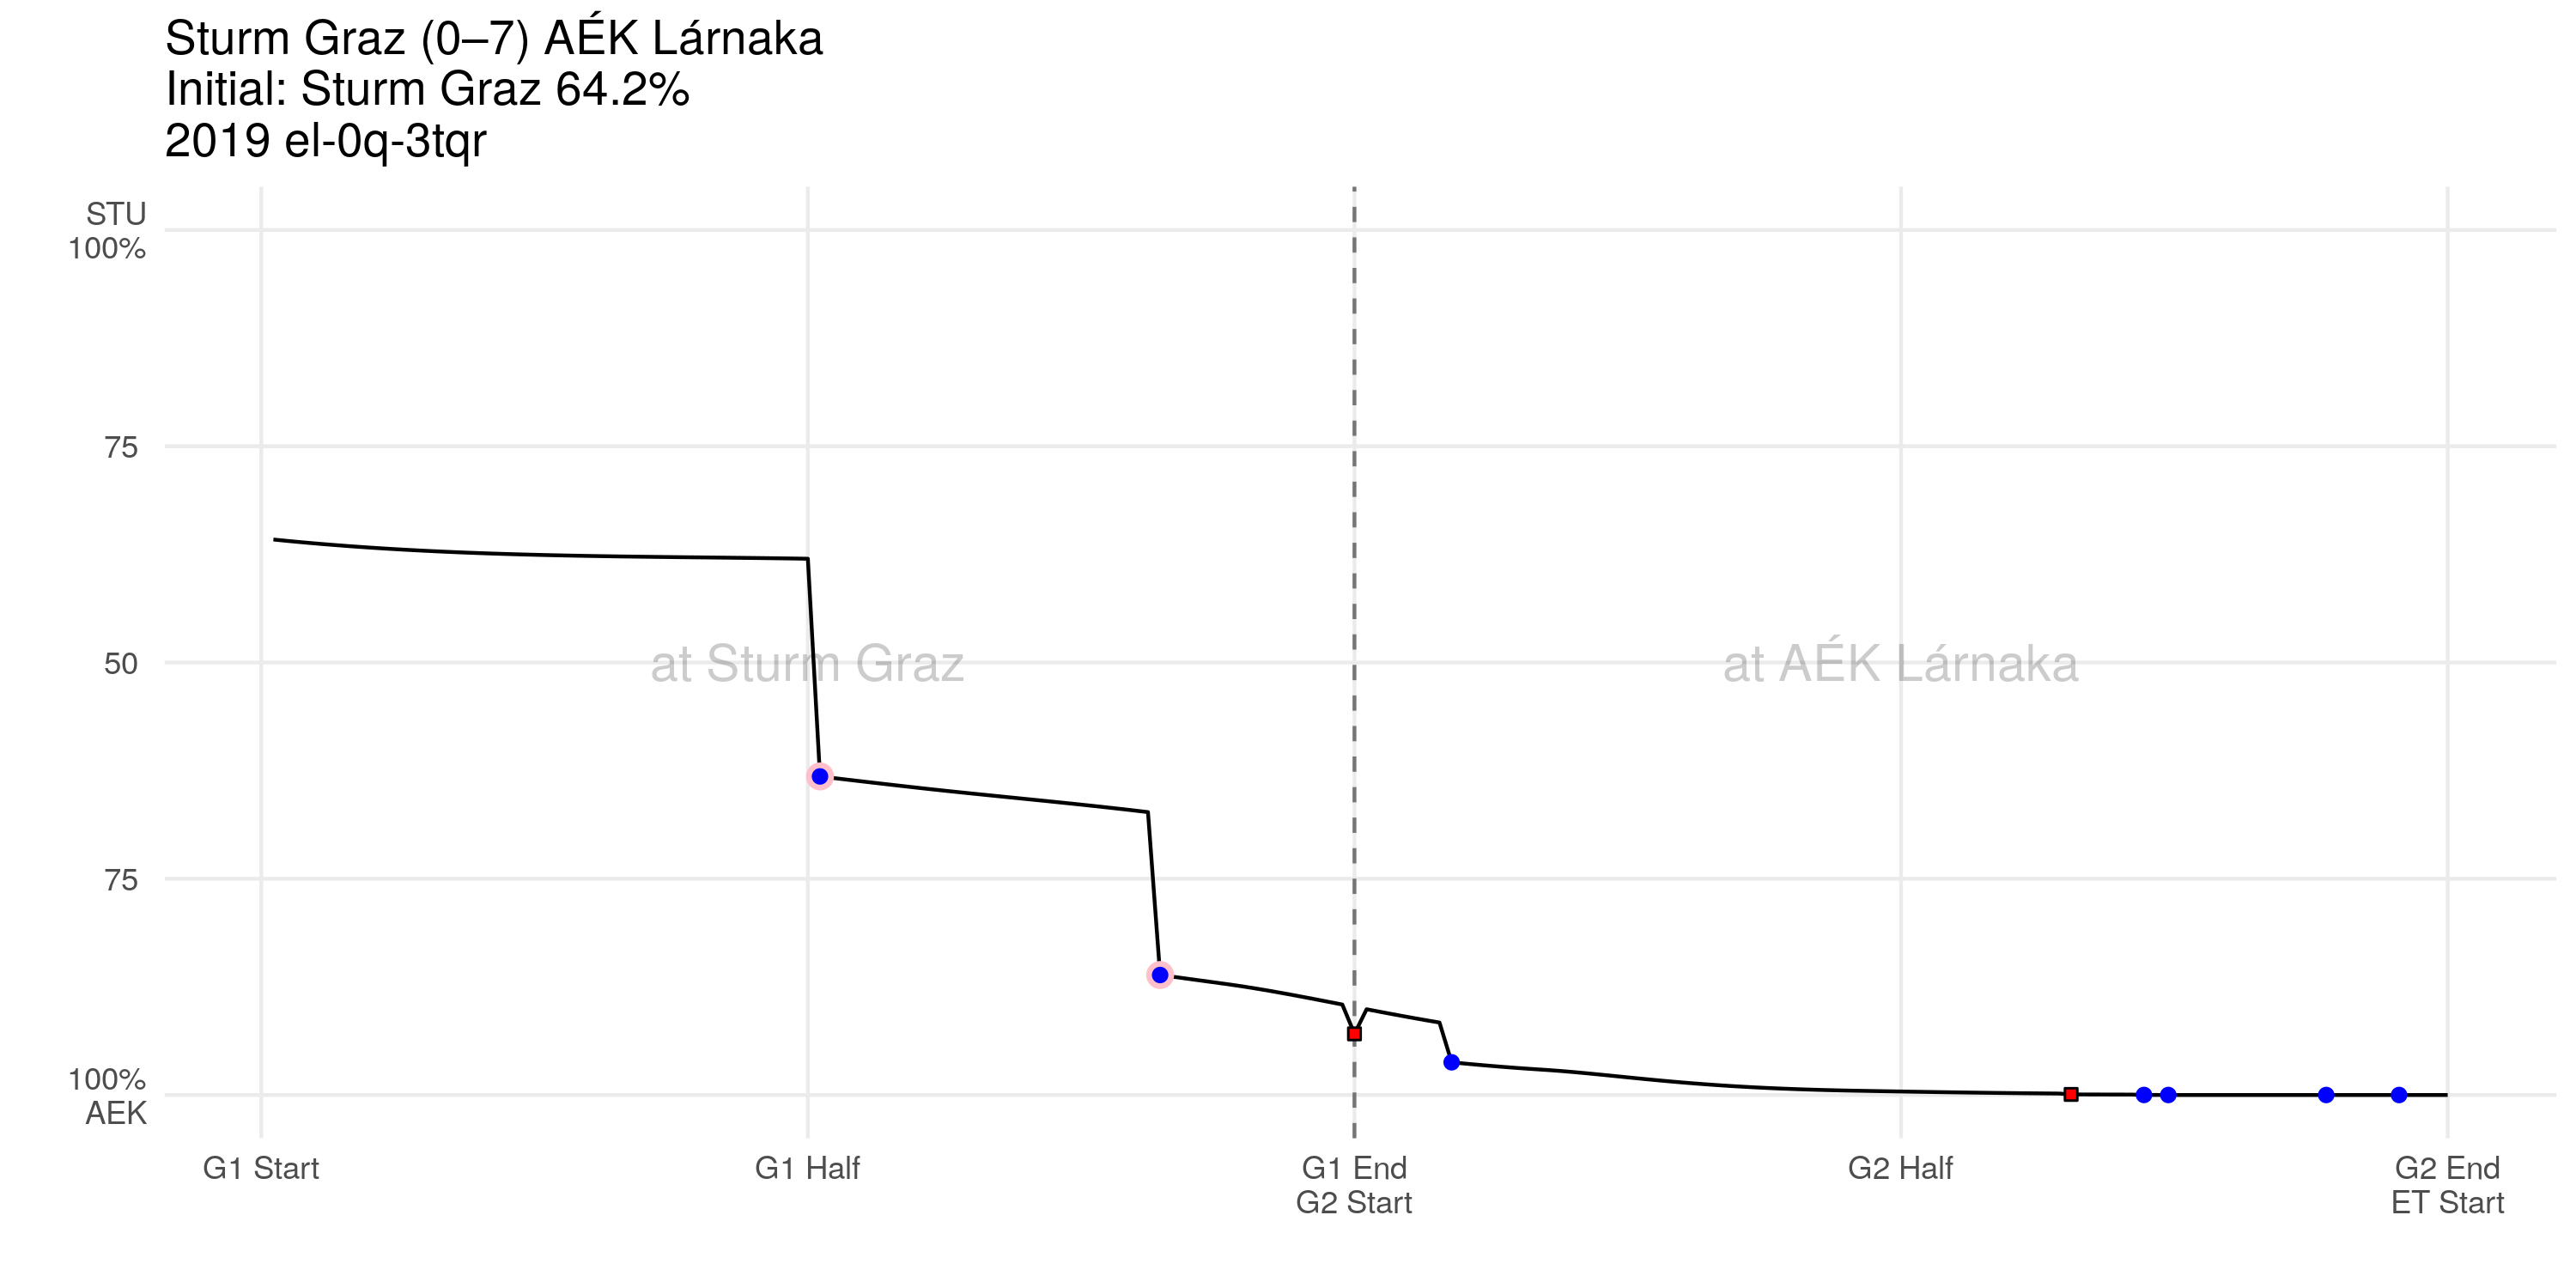 Sturm Graz (0–7) AÉK Lárnaka
Initial: Sturm Graz 64.2%
2019 el-0q-3tqr
STU
100%
75
50
75
100%
AEK
at Sturm Graz
at AÉK Lárnaka
G1 Start
G1 Half
G1 End
G2 Start
G2 Half
G2 End
ET Start